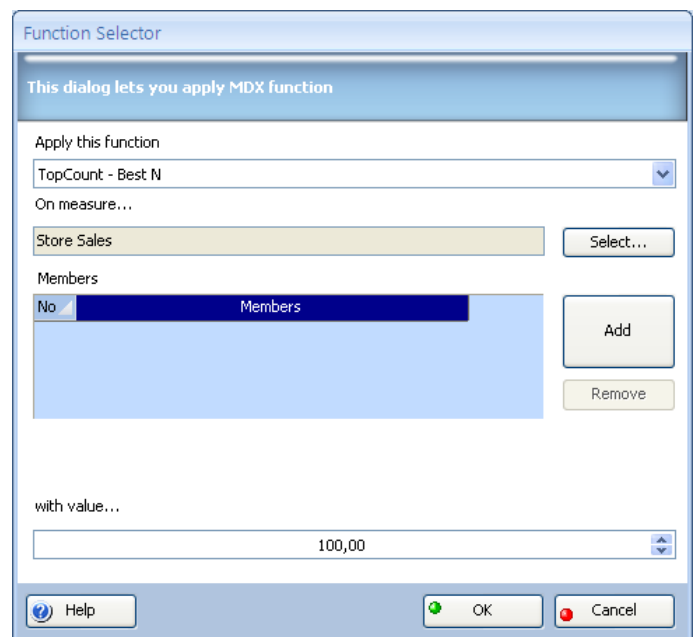 Function Selector
This dialog lets you apply MDX function
Apply this function
TopCount - Best N
On measure...
Store Sales
Select...
Members
No Members
Add
Remove
with value...
100,00
Help OK Cancel